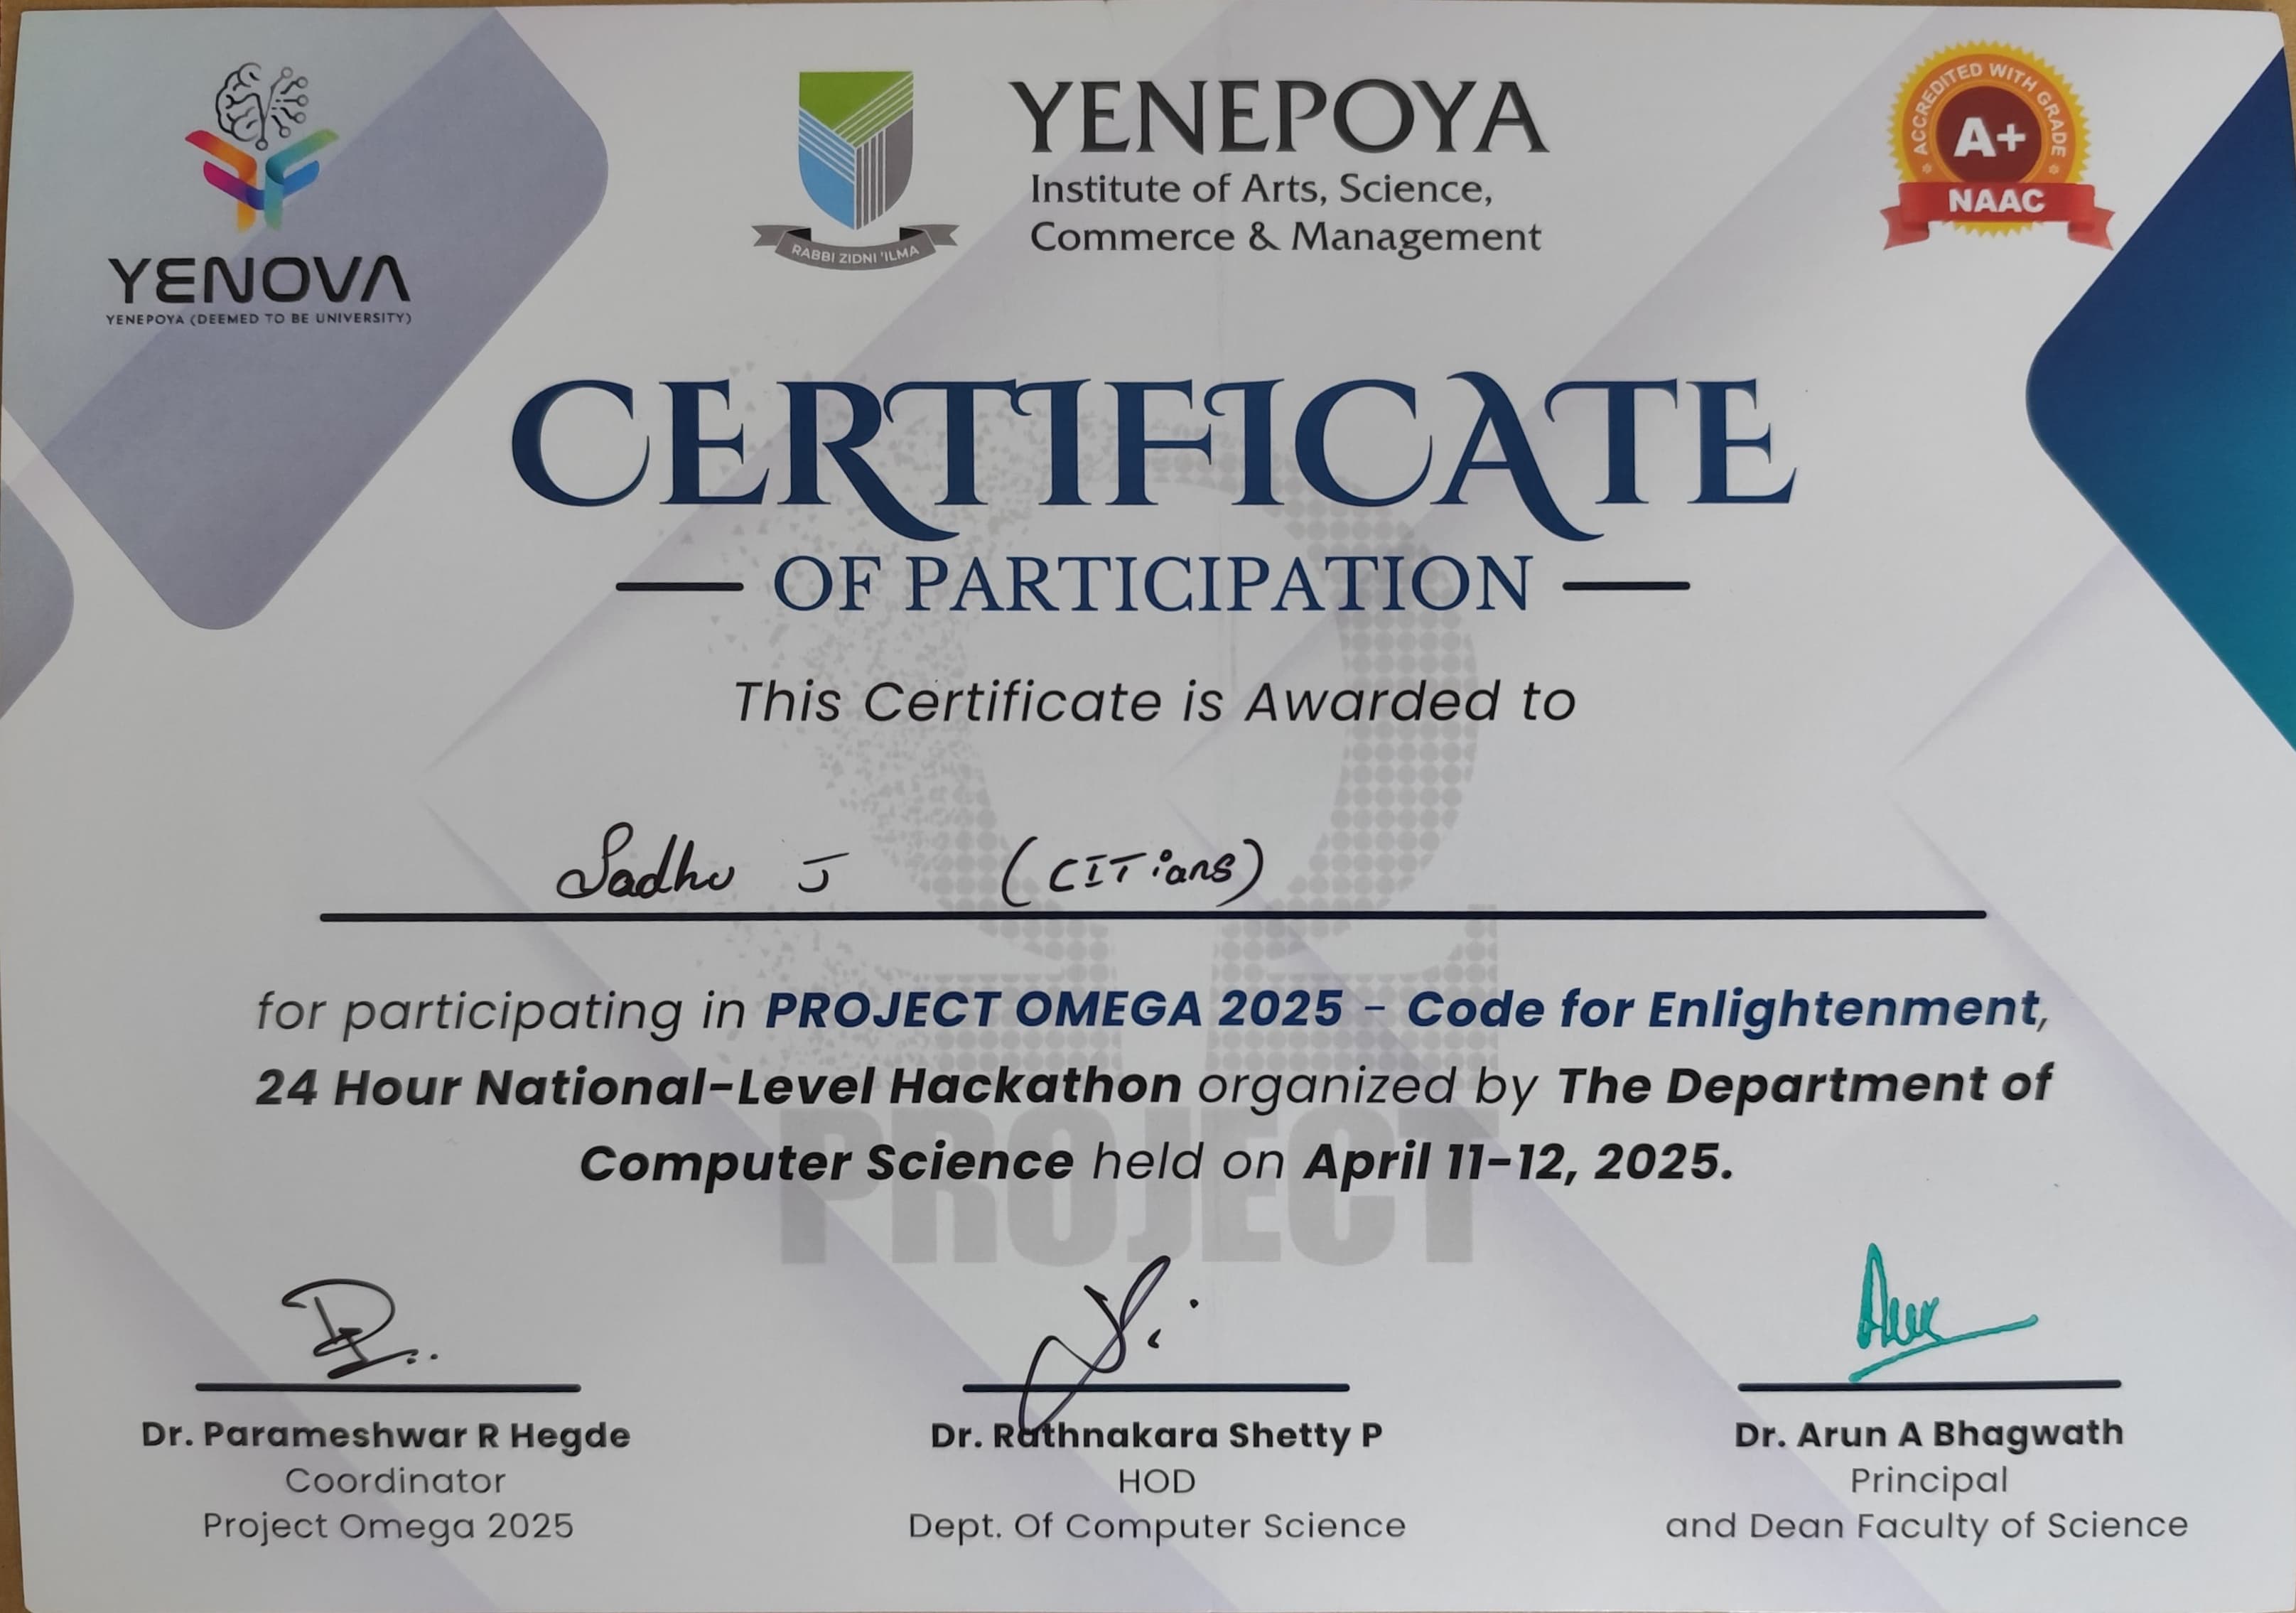 YENOVA
YENEPOYA (DEEMED TO BE UNIVERSITY)
RABBI ZIDNI 'ILMA
YENEPOYA
Institute of Arts, Science,
Commerce & Management
ACCREDITED WITH GRADE
A+
NAAC
CERTIFICATE
OF PARTICIPATION
This Certificate is Awarded to
Sadhu J (CITians)
for participating in PROJECT OMEGA 2025 - Code for Enlightenment,
24 Hour National-Level Hackathon organized by The Department of
Computer Science held on April 11-12, 2025.
PROJECT
Dr. Parameshwar R Hegde
Coordinator
Project Omega 2025
Dr. Rathnakara Shetty P
HOD
Dept. Of Computer Science
Dr. Arun A Bhagwath
Principal
and Dean Faculty of Science